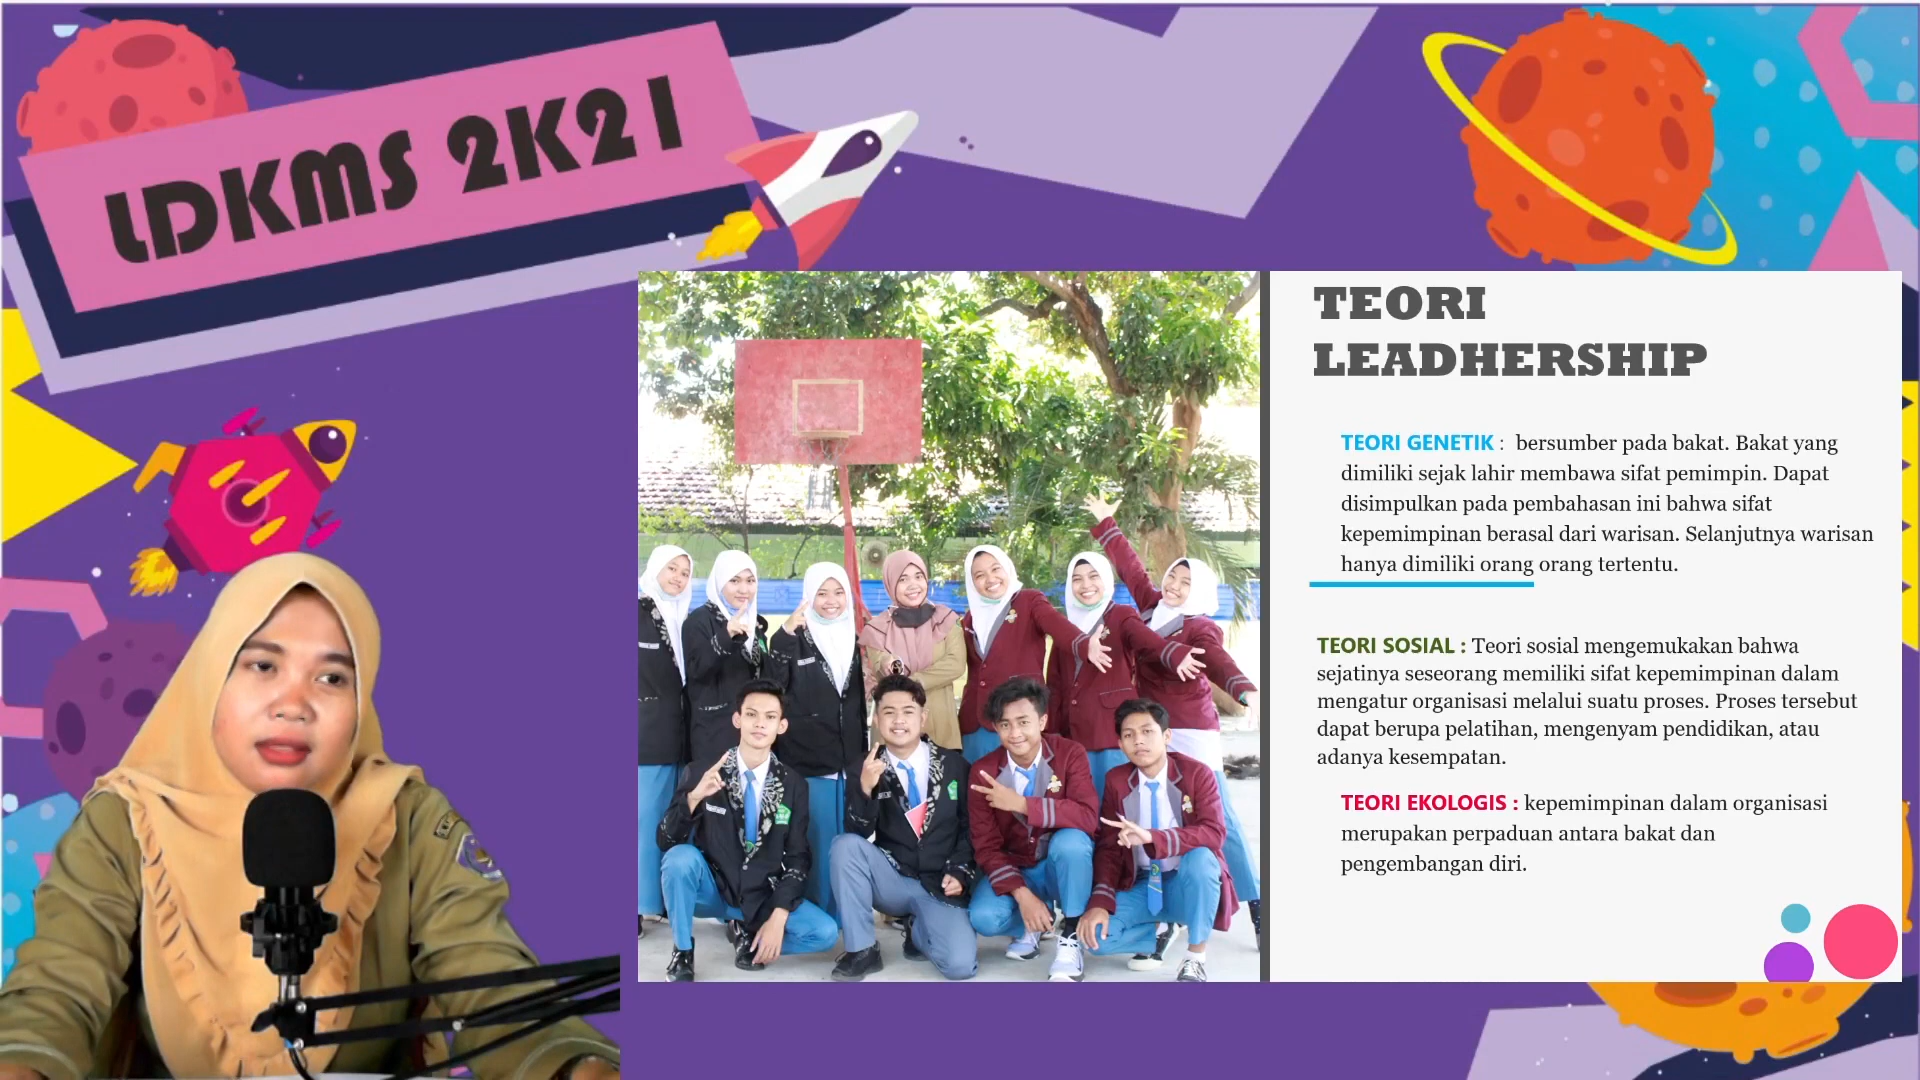 LDKMS 2K21
TEORI
LEADHERSHIP
TEORI GENETIK : bersumber pada bakat. Bakat yang
dimiliki sejak lahir membawa sifat pemimpin. Dapat
disimpulkan pada pembahasan ini bahwa sifat
kepemimpinan berasal dari warisan. Selanjutnya warisan
hanya dimiliki orang orang tertentu.
TEORI SOSIAL : Teori sosial mengemukakan bahwa
sejatinya seseorang memiliki sifat kepemimpinan dalam
mengatur organisasi melalui suatu proses. Proses tersebut
dapat berupa pelatihan, mengenyam pendidikan, atau
adanya kesempatan.
TEORI EKOLOGIS : kepemimpinan dalam organisasi
merupakan perpaduan antara bakat dan
pengembangan diri.